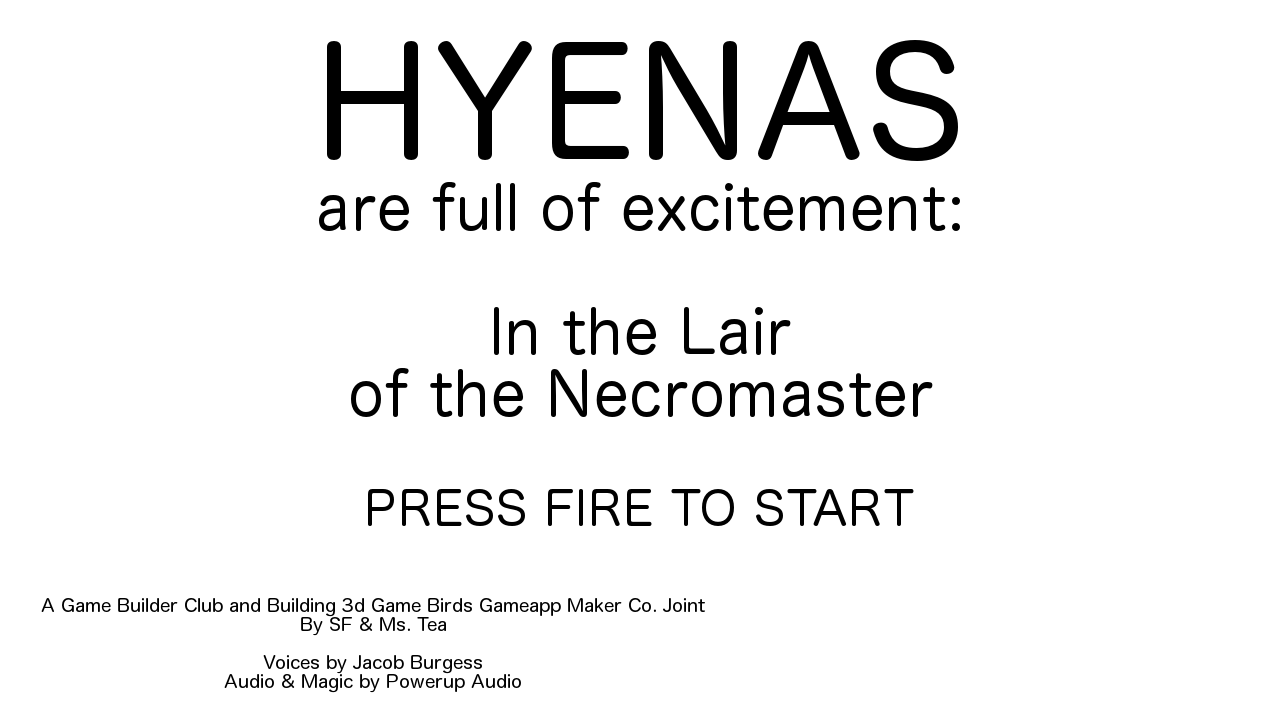 HYENAS
are full of excitement:
In the Lair
of the Necromaster
PRESS FIRE TO START
A Game Builder Club and Building 3d Game Birds Gameapp Maker Co. Joint
By SF & Ms. Tea
Voices by Jacob Burgess
Audio & Magic by Powerup Audio